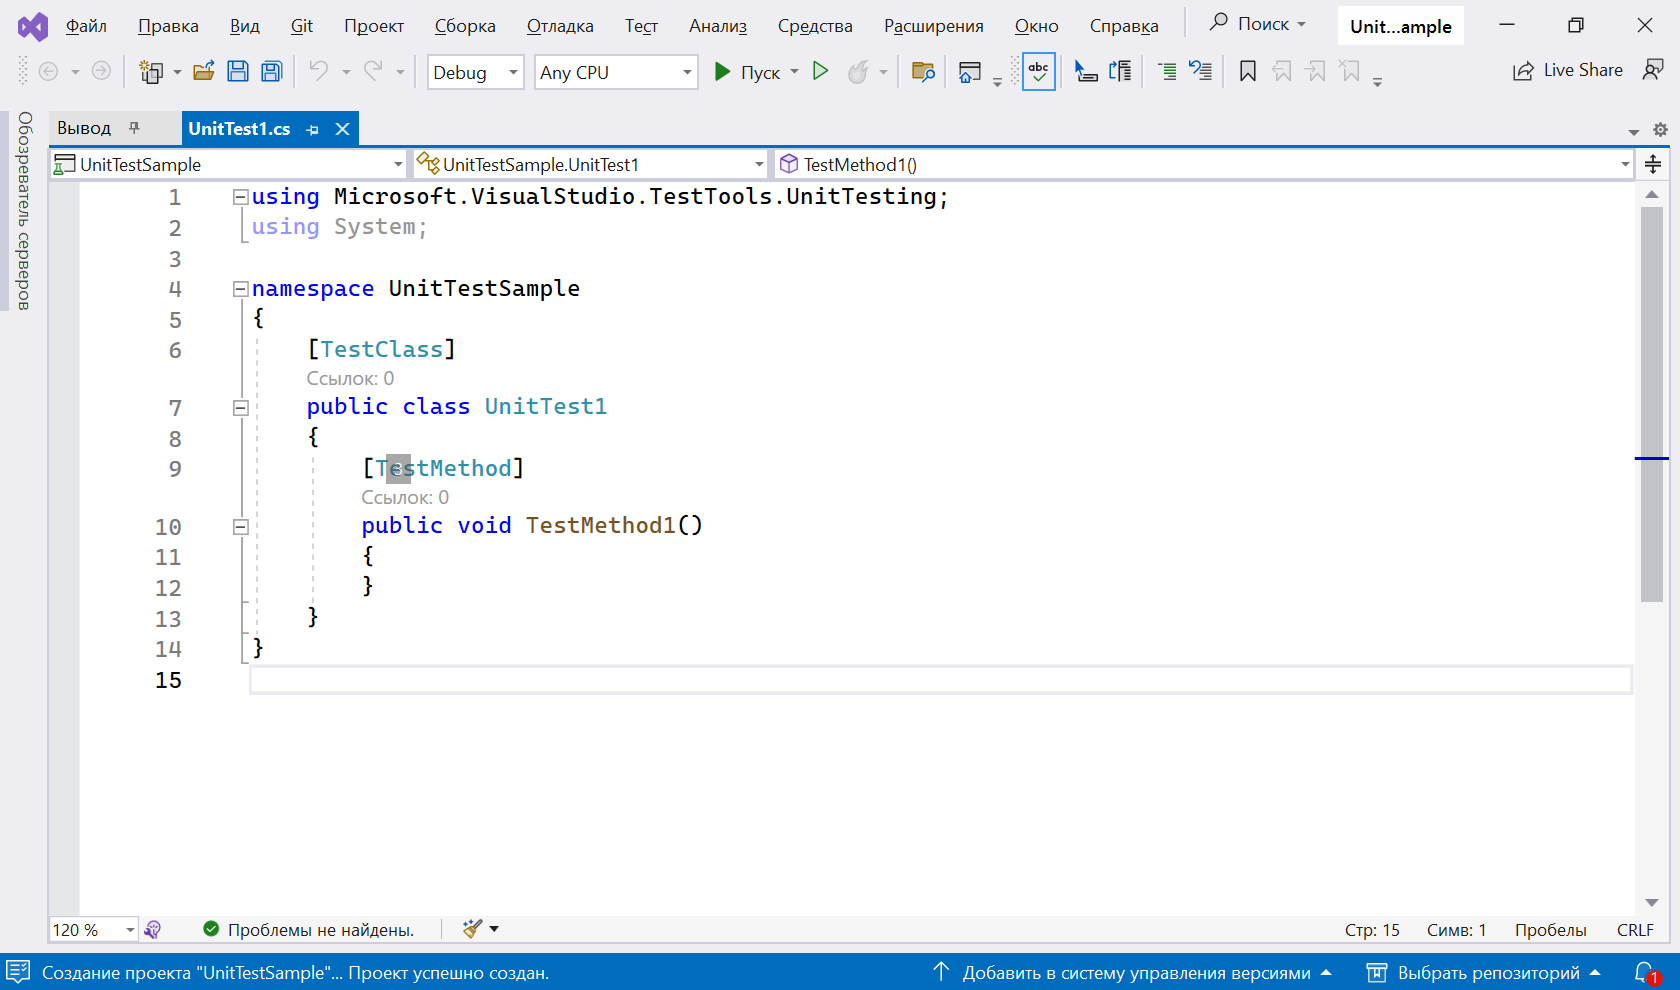 Файл Правка Вид Git Проект Сборка Отладка Тест Анализ Средства Расширения Окно Справка Поиск Unit...ample
Debug Any CPU Пуск abc Live Share
Обозреватель серверов
Вывод UnitTest1.cs
UnitTestSample UnitTestSample.UnitTest1 TestMethod1()
1 using Microsoft.VisualStudio.TestTools.UnitTesting;
2 using System;
3
4 namespace UnitTestSample
5 {
6 [TestClass]
Ссылок: 0
7 public class UnitTest1
8 {
9 [TestMethod]
3
Ссылок: 0
10 public void TestMethod1()
11 {
12 }
13 }
14 }
15
120 % Проблемы не найдены. Стр: 15 Симв: 1 Пробелы CRLF
Создание проекта "UnitTestSample"... Проект успешно создан. Добавить в систему управления версиями Выбрать репозиторий 1